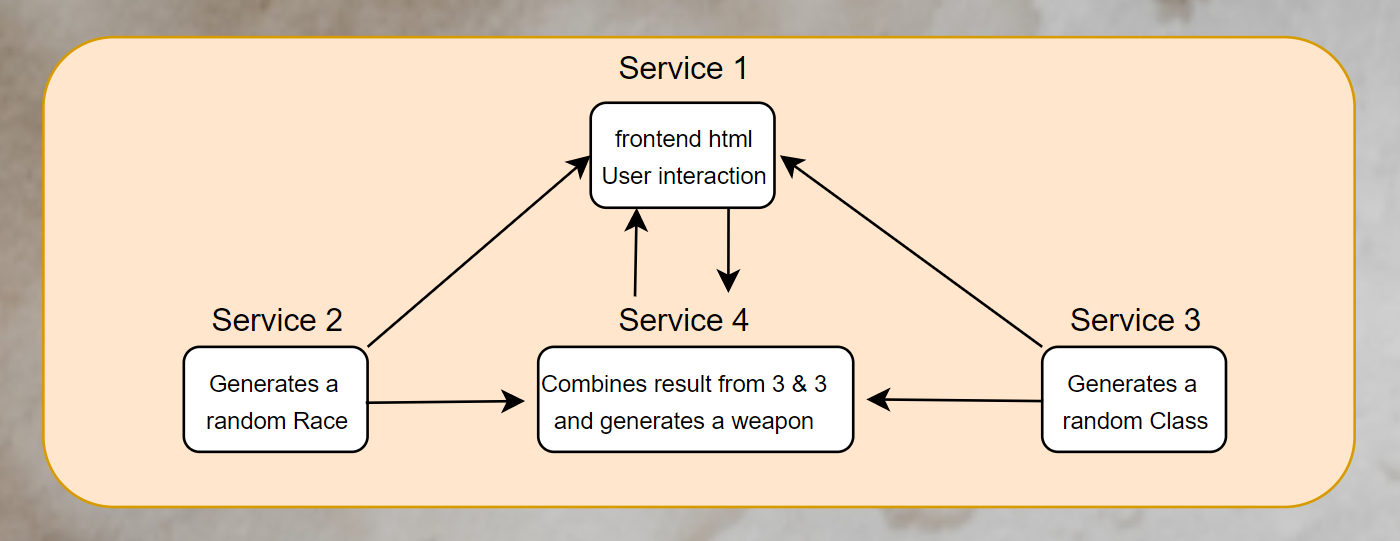 Service 1
frontend html
User interaction
Service 2
Generates a
random Race
Service 4
Combines result from 3 & 3
and generates a weapon
Service 3
Generates a
random Class